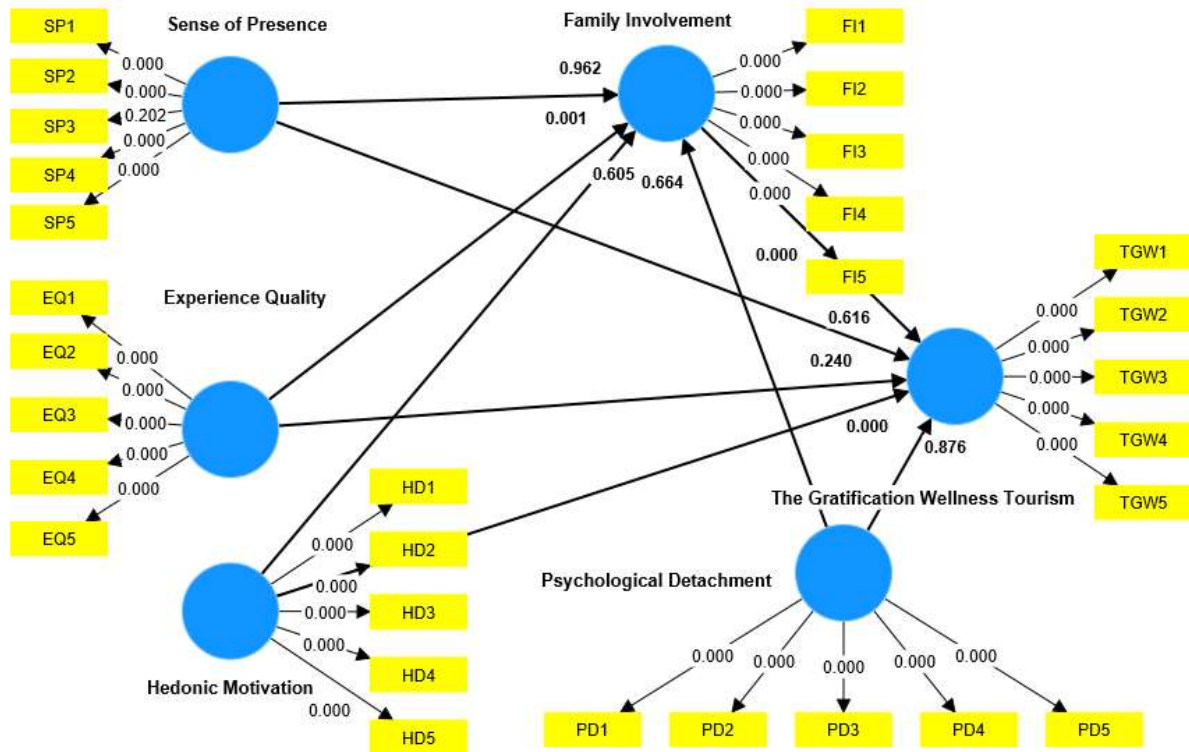 Sense of Presence
SP1
0.000
SP2
0.000
SP3
0.202
SP4
0.000
SP5
0.000
Family Involvement
FI1
0.000
FI2
0.000
FI3
0.000
FI4
0.000
FI5
0.000
0.962
0.001
0.605
0.664
0.000
0.616
0.240
0.000
0.876
Experience Quality
EQ1
0.000
EQ2
0.000
EQ3
0.000
EQ4
0.000
EQ5
0.000
TGW1
0.000
TGW2
0.000
TGW3
0.000
TGW4
0.000
TGW5
0.000
The Gratification Wellness Tourism
Hedonic Motivation
HD1
0.000
HD2
0.000
HD3
0.000
HD4
0.000
HD5
0.000
Psychological Detachment
0.000
0.000
0.000
0.000
0.000
PD1
PD2
PD3
PD4
PD5